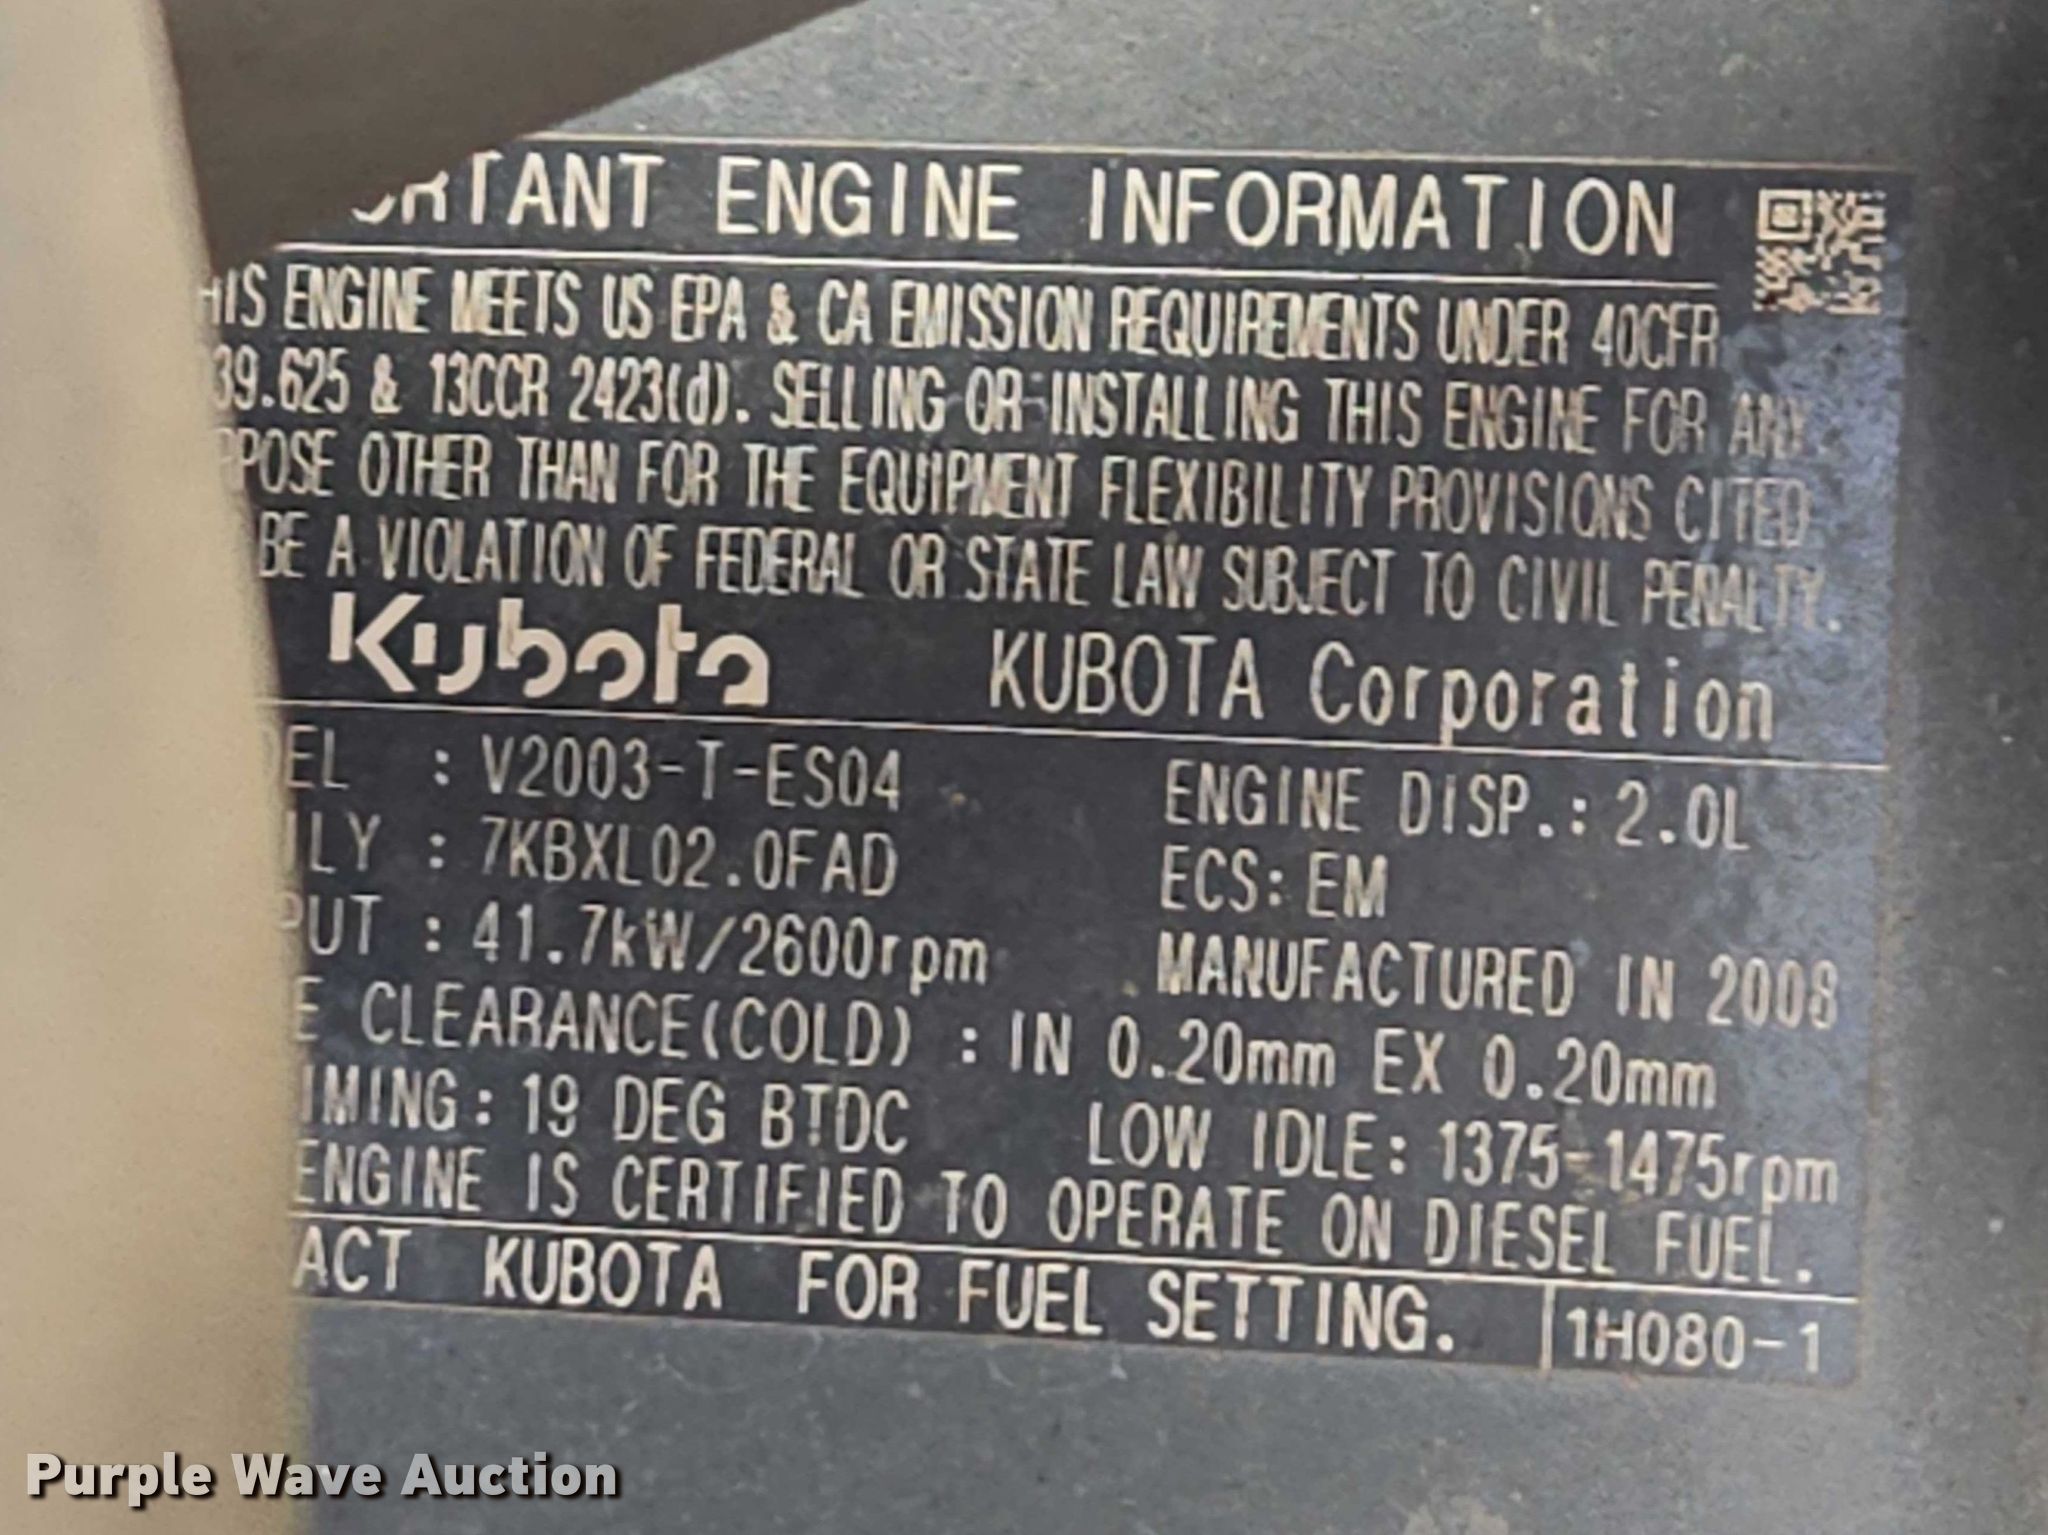 ORTANT ENGINE INFORMATION
HIS ENGINE MEETS US EPA & CA EMISSION REQUIREMENTS UNDER 40CFR
39.625 & 13CCR 2423(d). SELLING OR INSTALLING THIS ENGINE FOR ANY
RPOSE OTHER THAN FOR THE EQUIPMENT FLEXIBILITY PROVISIONS CITED
BE A VIOLATION OF FEDERAL OR STATE LAW SUBJECT TO CIVIL PENALTY.
Kubota KUBOTA Corporation
DEL : V2003-T-ES04 ENGINE DISP.: 2.0L
ILY : 7KBXL02.0FAD ECS: EM
PUT : 41.7kW/2600rpm MANUFACTURED IN 2008
E CLEARANCE(COLD) : IN 0.20mm EX 0.20mm
IMING: 19 DEG BTDC LOW IDLE: 1375-1475rpm
ENGINE IS CERTIFIED TO OPERATE ON DIESEL FUEL.
ACT KUBOTA FOR FUEL SETTING. 1H080-1
Purple Wave Auction